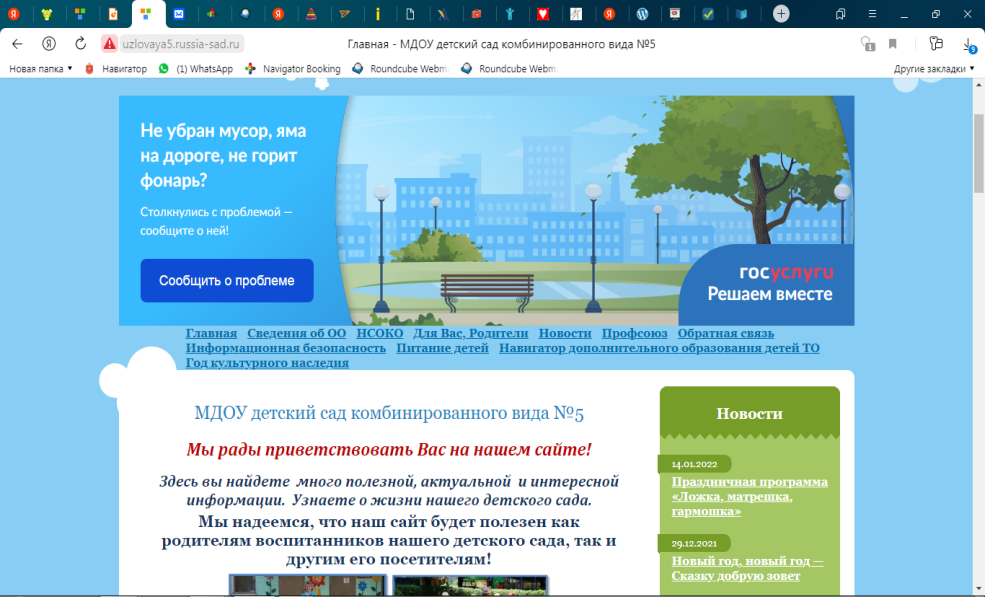 uzlovaya5.russia-sad.ru
Главная - МДОУ детский сад комбинированного вида №5
1
9
Новая папка
Навигатор
(1) WhatsApp
Navigator Booking
Roundcube Webm
Roundcube Webm
Другие закладки
Не убран мусор, яма
на дороге, не горит
фонарь?
Столкнулись с проблемой —
сообщите о ней!
Сообщить о проблеме
госуслуги
Решаем вместе
Главная Сведения об ОО НСОКО Для Вас, Родители Новости Профсоюз Обратная связь
Информационная безопасность Питание детей Навигатор дополнительного образования детей ТО
Год культурного наследия
МДОУ детский сад комбинированного вида №5
Мы рады приветствовать Вас на нашем сайте!
Здесь вы найдете много полезной, актуальной и интересной
информации. Узнаете о жизни нашего детского сада.
Мы надеемся, что наш сайт будет полезен как
родителям воспитанников нашего детского сада, так и
другим его посетителям!
Новости
14.01.2022
Праздничная программа
«Ложка, матрешка,
гармошка»
29.12.2021
Новый год, новый год —
Сказку добрую зовет